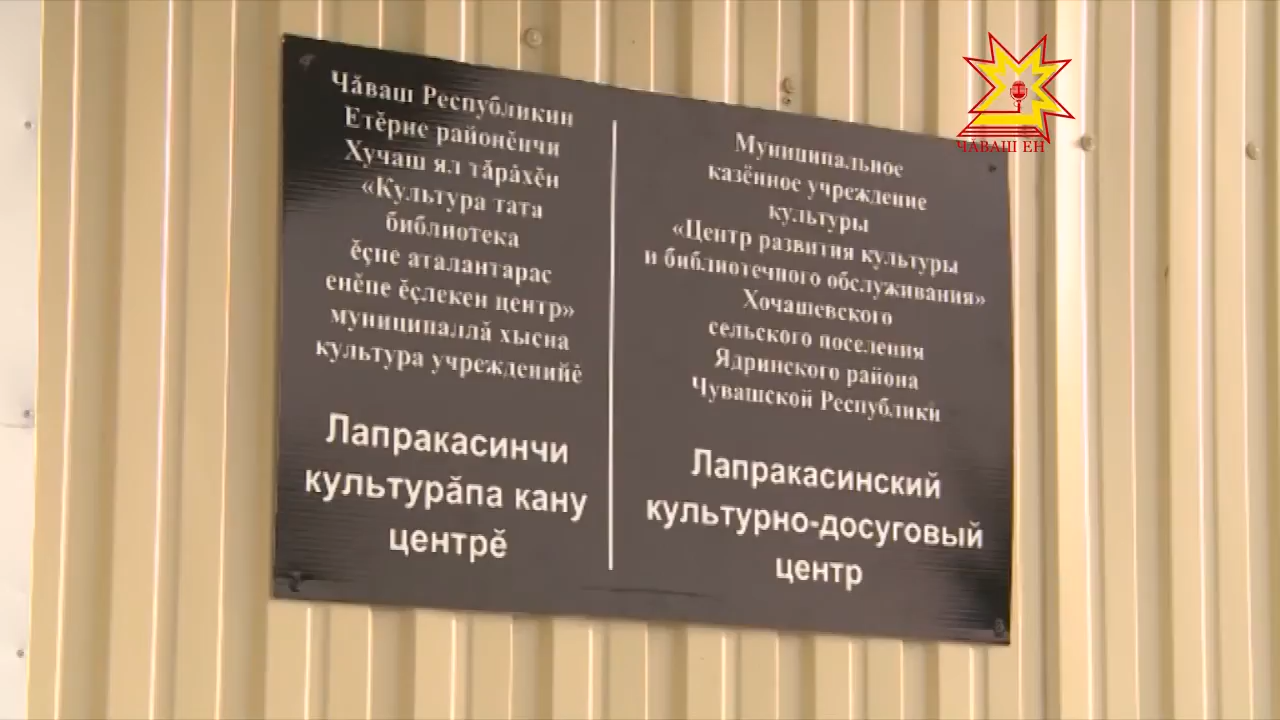 Чӑваш Республикин
Етӗрне районӗнчи
Хучаш ял тӑрӑхӗн
«Культура тата
библиотека
ӗҫне аталантарас
енӗпе ӗҫлекен центр»
муниципаллӑ хысна
культура учрежденийӗ
Лапракасинчи
культурӑпа кану
центрӗ
Муниципальное
казённое учреждение
культуры
«Центр развития культуры
и библиотечного обслуживания»
Хочашевского
сельского поселения
Ядринского района
Чувашской Республики
Лапракасинский
культурно-досуговый
центр
ЧӐВАШ ЕН